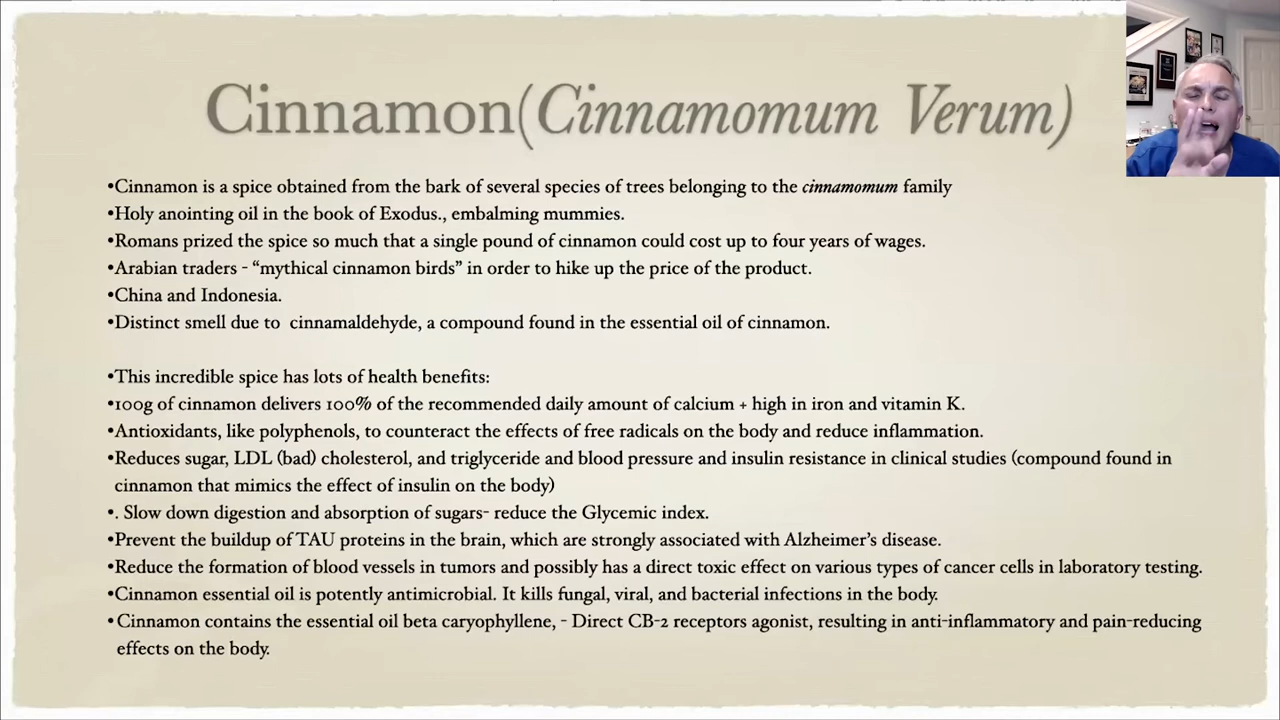 Cinnamon(Cinnamomum Verum)
•Cinnamon is a spice obtained from the bark of several species of trees belonging to the cinnamomum family
•Holy anointing oil in the book of Exodus., embalming mummies.
•Romans prized the spice so much that a single pound of cinnamon could cost up to four years of wages.
•Arabian traders - “mythical cinnamon birds” in order to hike up the price of the product.
•China and Indonesia.
•Distinct smell due to cinnamaldehyde, a compound found in the essential oil of cinnamon.
•This incredible spice has lots of health benefits:
•100g of cinnamon delivers 100% of the recommended daily amount of calcium + high in iron and vitamin K.
•Antioxidants, like polyphenols, to counteract the effects of free radicals on the body and reduce inflammation.
•Reduces sugar, LDL (bad) cholesterol, and triglyceride and blood pressure and insulin resistance in clinical studies (compound found in
cinnamon that mimics the effect of insulin on the body)
•. Slow down digestion and absorption of sugars- reduce the Glycemic index.
•Prevent the buildup of TAU proteins in the brain, which are strongly associated with Alzheimer’s disease.
•Reduce the formation of blood vessels in tumors and possibly has a direct toxic effect on various types of cancer cells in laboratory testing.
•Cinnamon essential oil is potently antimicrobial. It kills fungal, viral, and bacterial infections in the body.
•Cinnamon contains the essential oil beta caryophyllene, - Direct CB-2 receptors agonist, resulting in anti-inflammatory and pain-reducing
effects on the body.